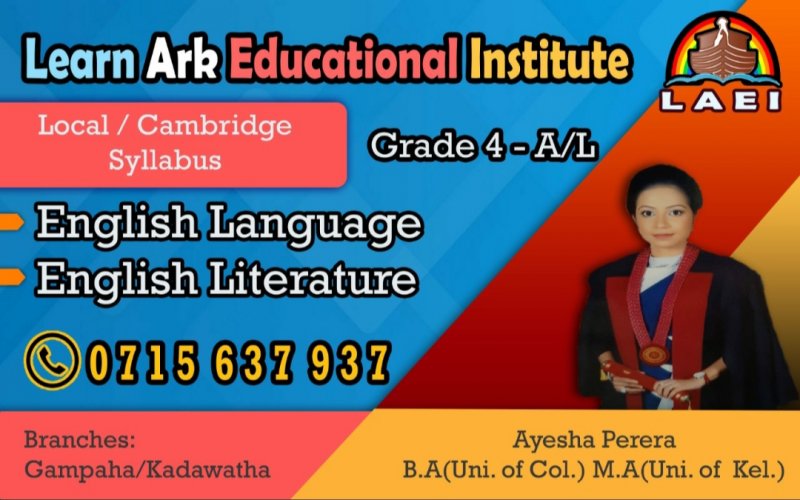 Learn Ark Educational Institute
LAEI
Local / Cambridge
Syllabus
Grade 4 - A/L
English Language
English Literature
0715 637 937
Branches:
Gampaha/Kadawatha
Ayesha Perera
B.A(Uni. of Col.) M.A(Uni. of Kel.)